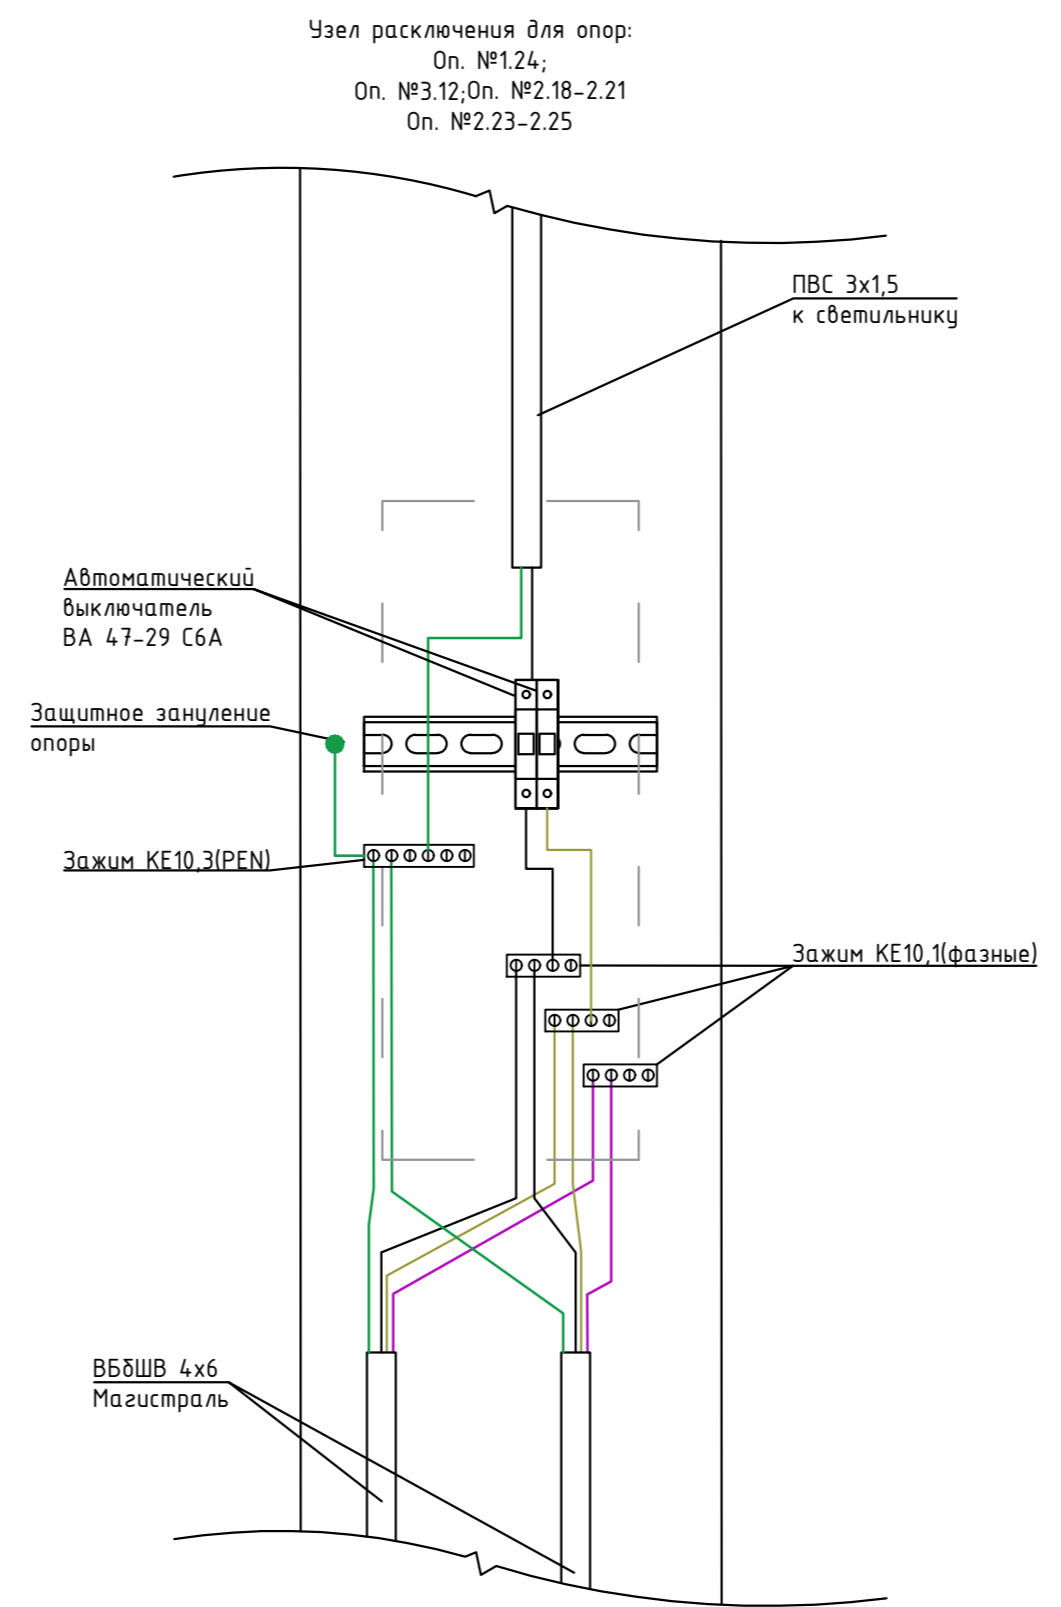 Узел расключения для опор:
Оп. №1.24;
Оп. №3.12;Оп. №2.18-2.21
Оп. №2.23-2.25
ПВС 3х1,5
к светильнику
Автоматический
выключатель
ВА 47-29 С6А
Защитное зануление
опоры
Зажим КЕ10,3(PEN)
Зажим КЕ10,1(фазные)
ВБбШВ 4х6
Магистраль